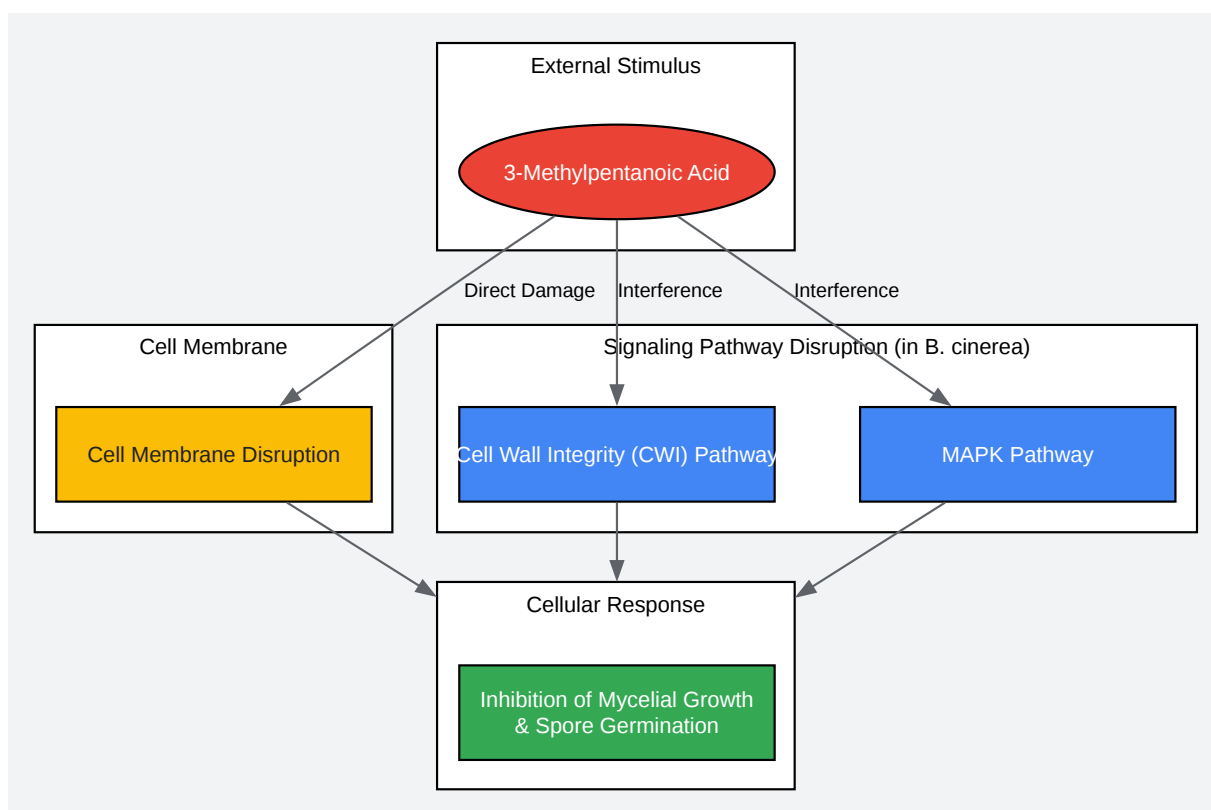 External Stimulus
3-Methylpentanoic Acid
Direct Damage
Interference
Interference
Cell Membrane
Signaling Pathway Disruption (in B. cinerea)
Cell Membrane Disruption
Cell Wall Integrity (CWI) Pathway
MAPK Pathway
Cellular Response
Inhibition of Mycelial Growth
& Spore Germination